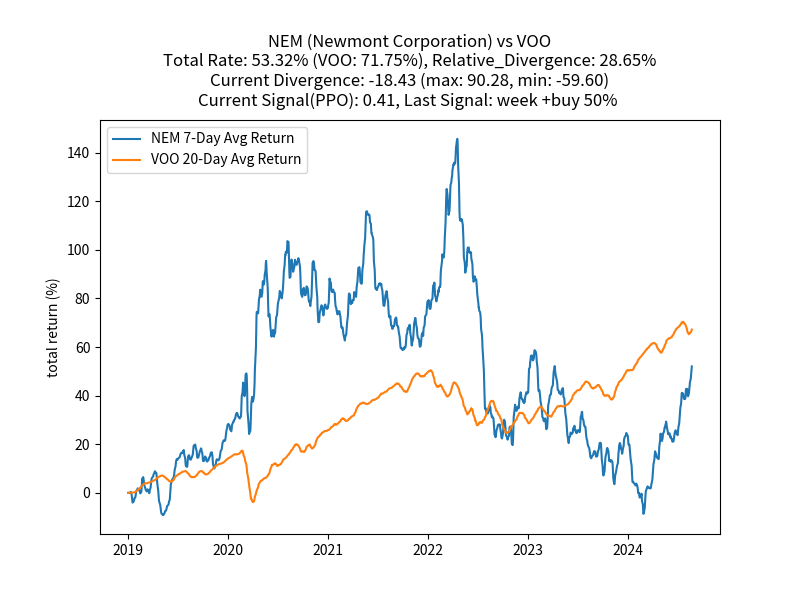 NEM (Newmont Corporation) vs VOO
Total Rate: 53.32% (VOO: 71.75%), Relative_Divergence: 28.65%
Current Divergence: -18.43 (max: 90.28, min: -59.60)
Current Signal(PPO): 0.41, Last Signal: week +buy 50%
NEM 7-Day Avg Return
VOO 20-Day Avg Return
total return (%)
140
120
100
80
60
40
20
0
2019 2020 2021 2022 2023 2024